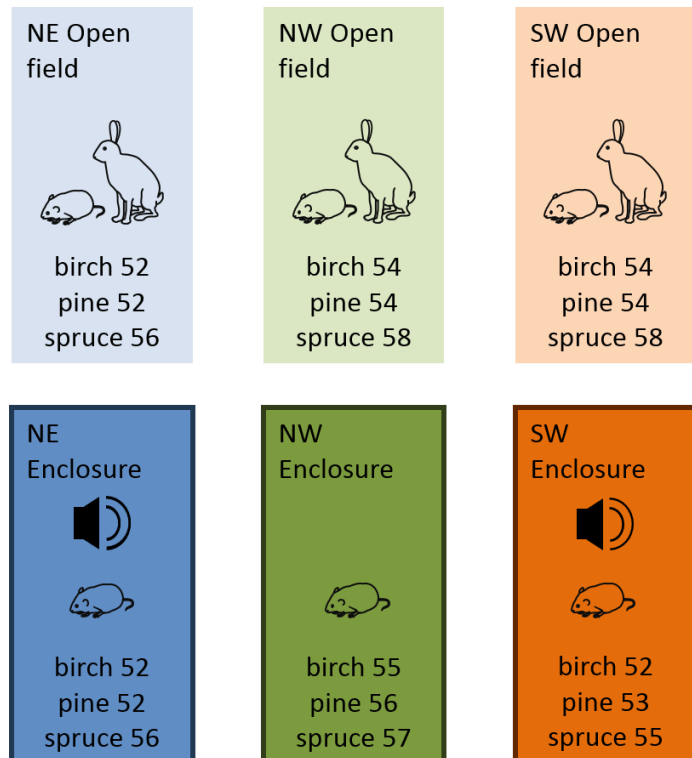 NE Open
field
birch 52
pine 52
spruce 56
NW Open
field
birch 54
pine 54
spruce 58
SW Open
field
birch 54
pine 54
spruce 58
NE
Enclosure
birch 52
pine 52
spruce 56
NW
Enclosure
birch 55
pine 56
spruce 57
SW
Enclosure
birch 52
pine 53
spruce 55